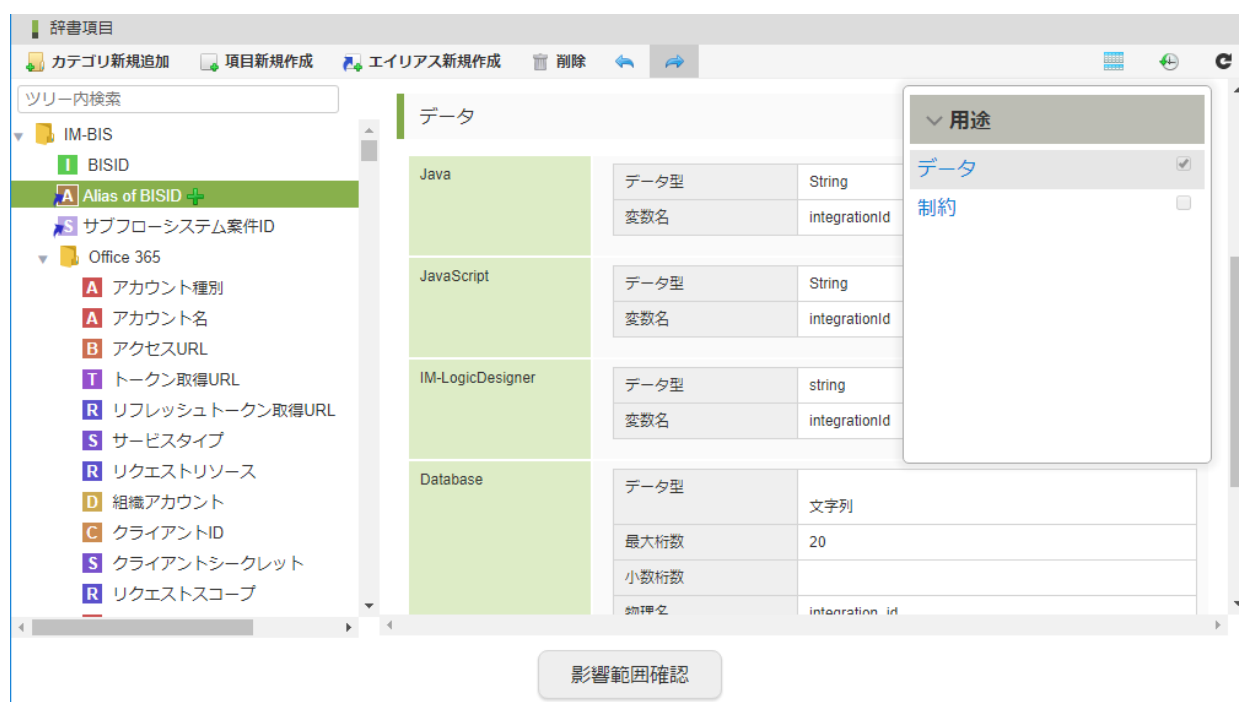 辞書項目
カテゴリ新規追加 項目新規作成 エイリアス新規作成 削除
ツリー内検索
IM-BIS
I BISID
A Alias of BISID
S サブフローシステム案件ID
Office 365
A アカウント種別
A アカウント名
B アクセスURL
T トークン取得URL
R リフレッシュトークン取得URL
S サービスタイプ
R リクエストリソース
D 組織アカウント
C クライアントID
S クライアントシークレット
R リクエストスコープ
データ
Java
データ型 String
変数名 integrationId
JavaScript
データ型 String
変数名 integrationId
IM-LogicDesigner
データ型 string
変数名 integrationId
Database
データ型 文字列
最大桁数 20
小数桁数
物理名 integration_id
用途
データ
制約
影響範囲確認